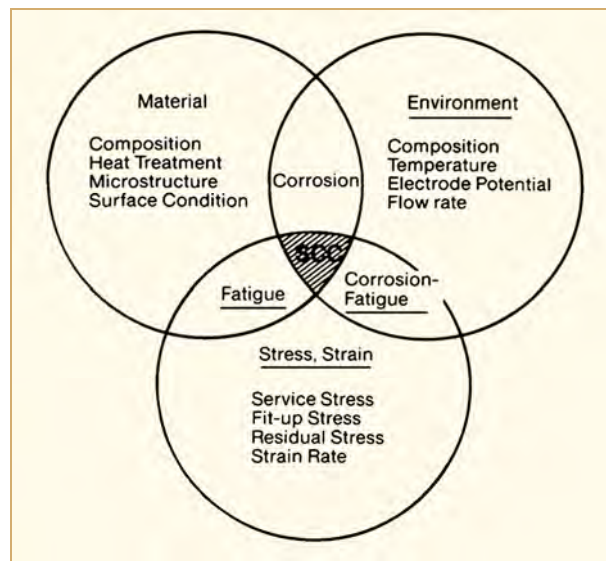 Material
Composition
Heat Treatment
Microstructure
Surface Condition
Environment
Composition
Temperature
Electrode Potential
Flow rate
Corrosion
SCC
Fatigue
Corrosion-
Fatigue
Stress, Strain
Service Stress
Fit-up Stress
Residual Stress
Strain Rate